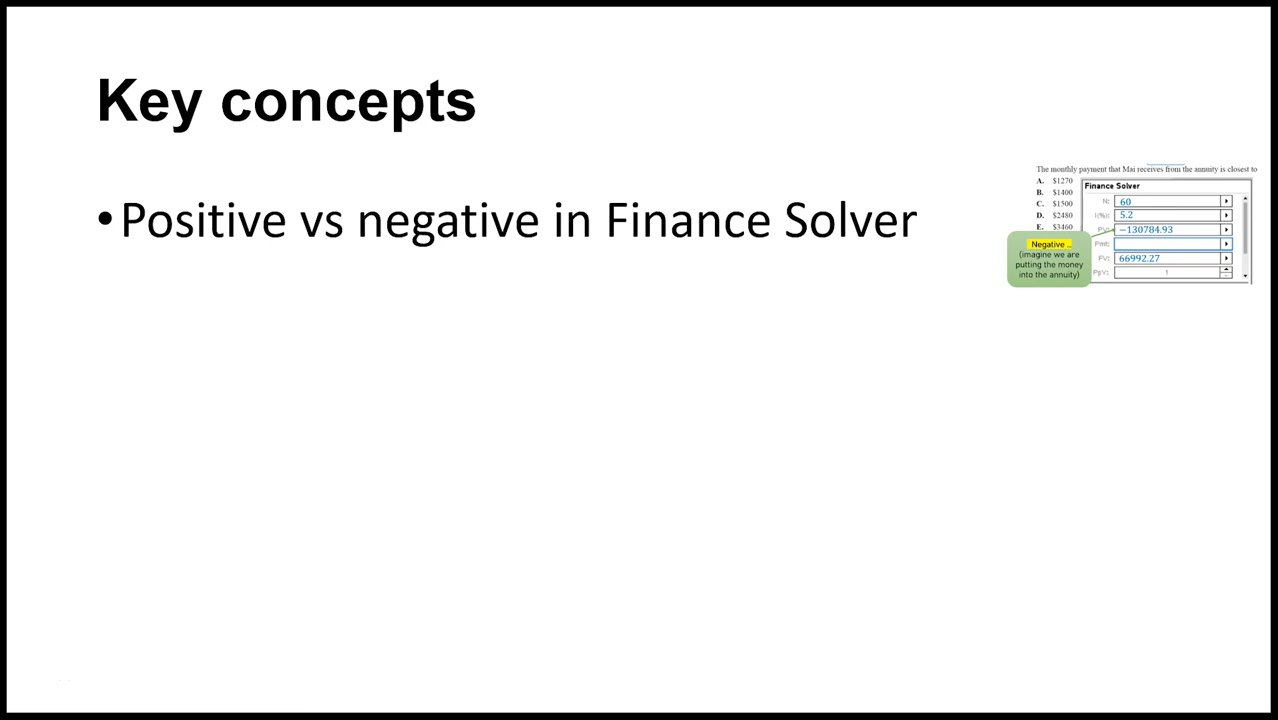 Key concepts
•Positive vs negative in Finance Solver
The monthly payment that Mai receives from the annuity is closest to
A. $1270
B. $1400
C. $1500
D. $2480
E. $3460
Finance Solver
N: 60
I(%): 5.2
PV: −130784.93
Pmt:
FV: 66992.27
PpY: 1
Negative ...
(imagine we are
putting the money
into the annuity)